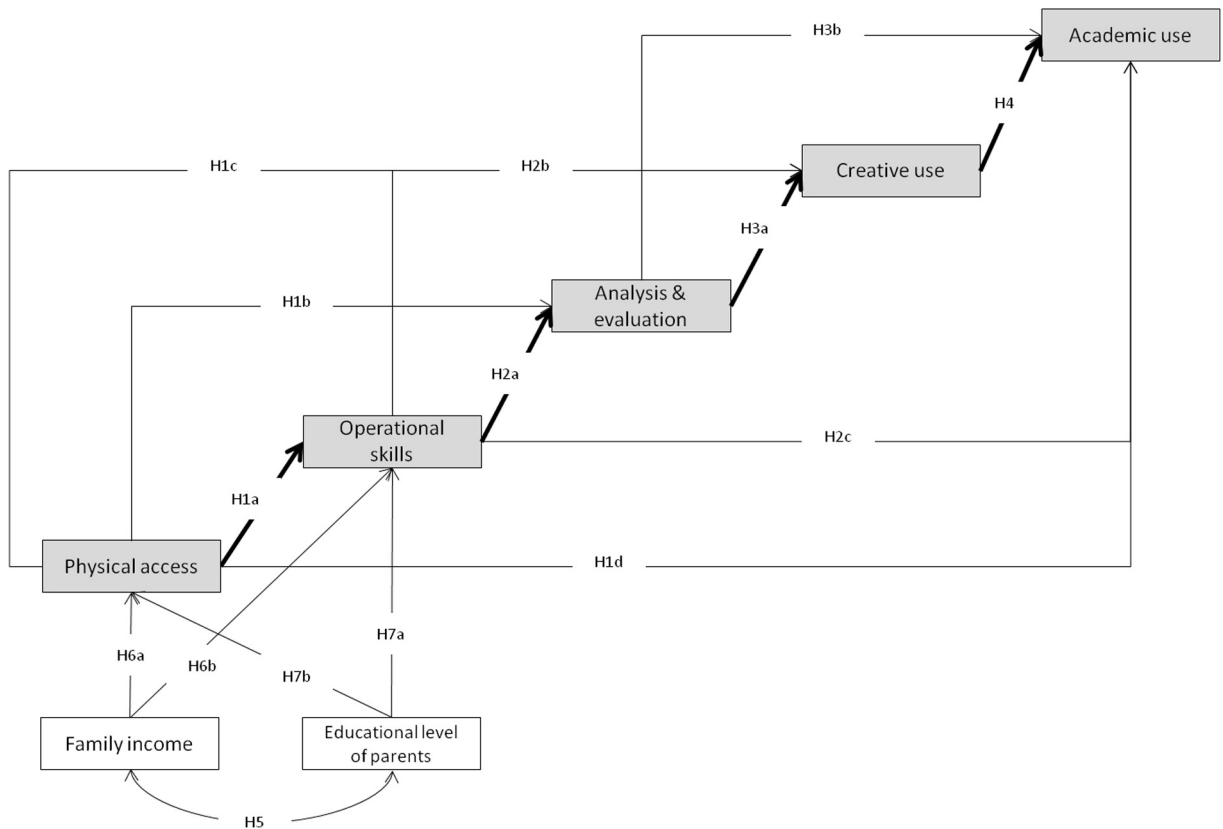 H3b
Academic use
H4
H1c
H2b
Creative use
H3a
H1b
Analysis &
evaluation
H2a
Operational
skills
H2c
H1a
Physical access
H1d
H7a
H6a
H6b
H7b
Family income
Educational level
of parents
H5